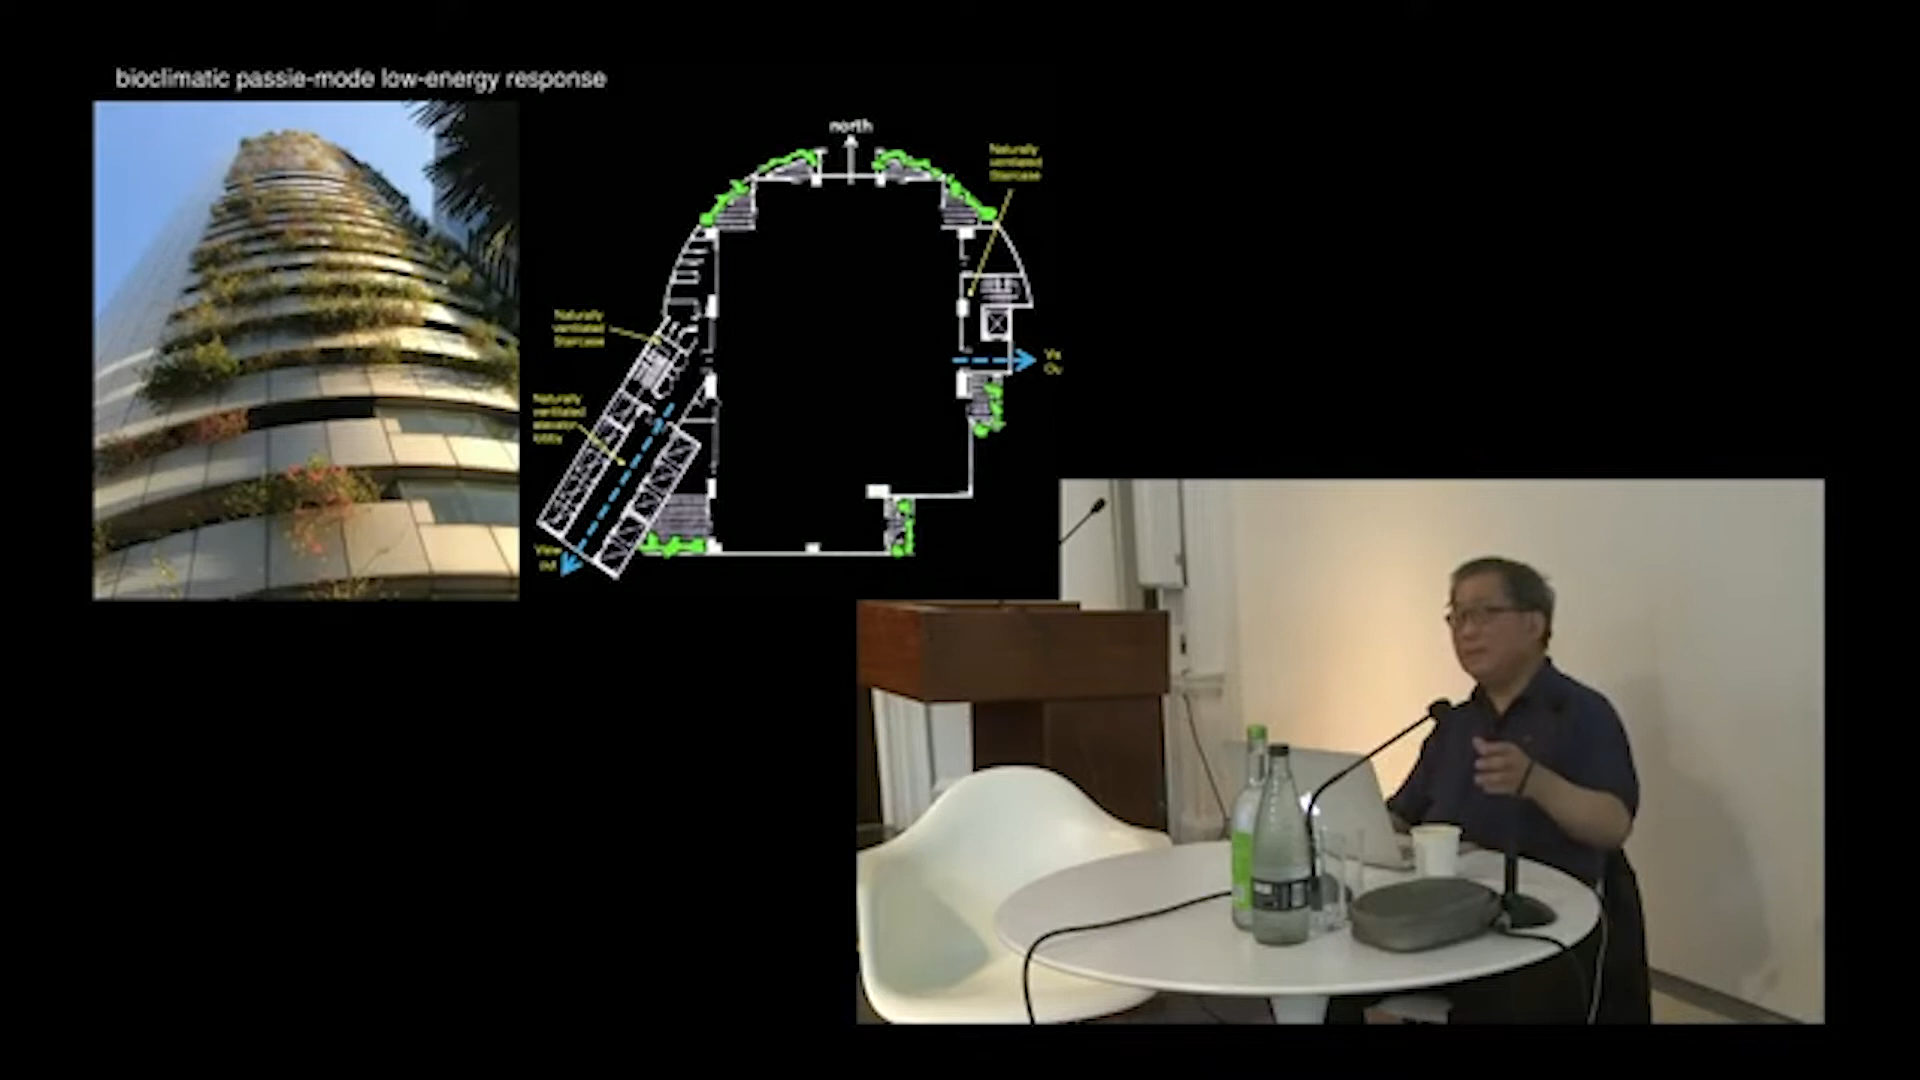 bioclimatic passie-mode low-energy response
north
Naturally
ventilated
Staircase
Naturally
ventilated
Staircase
Naturally
ventilated
elevator
lobby
View
out